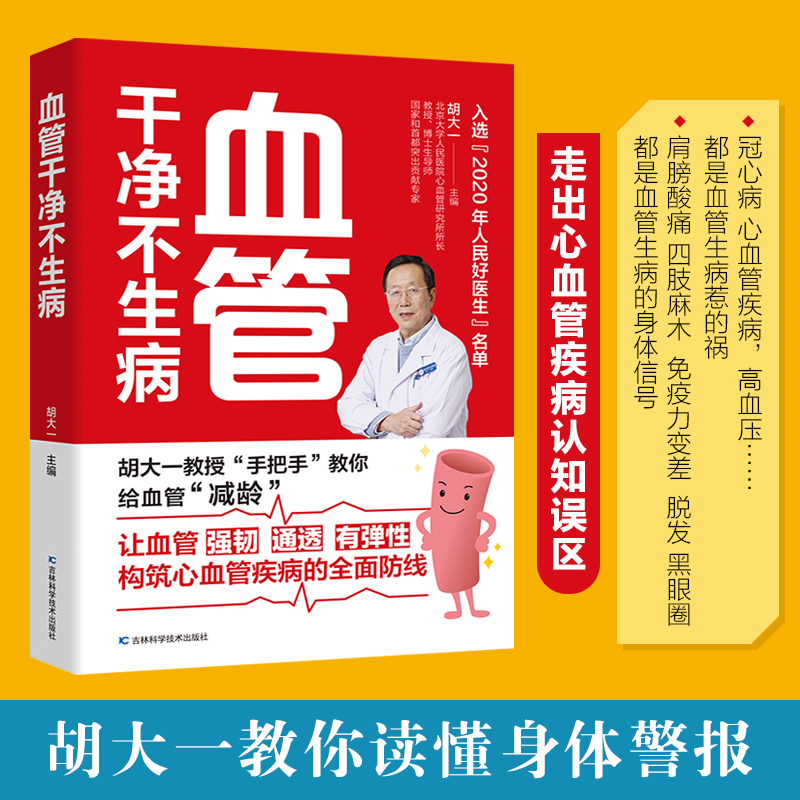 血管干净不生病
胡大一 主编
血管
干净不生病
入选『2020年人民好医生』名单
胡大一——主编
北京大学人民医院心血管研究所所长
教授、博士生导师
国家和首都突出贡献专家
胡大一教授“手把手”教你
给血管“减龄”
让血管 强韧 通透 有弹性
构筑心血管疾病的全面防线
吉林科学技术出版社
走出心血管疾病认知误区
冠心病 心血管疾病，高血压……
都是血管生病惹的祸
肩膀酸痛 四肢麻木 免疫力变差 脱发 黑眼圈
都是血管生病的身体信号
胡大一教你读懂身体警报